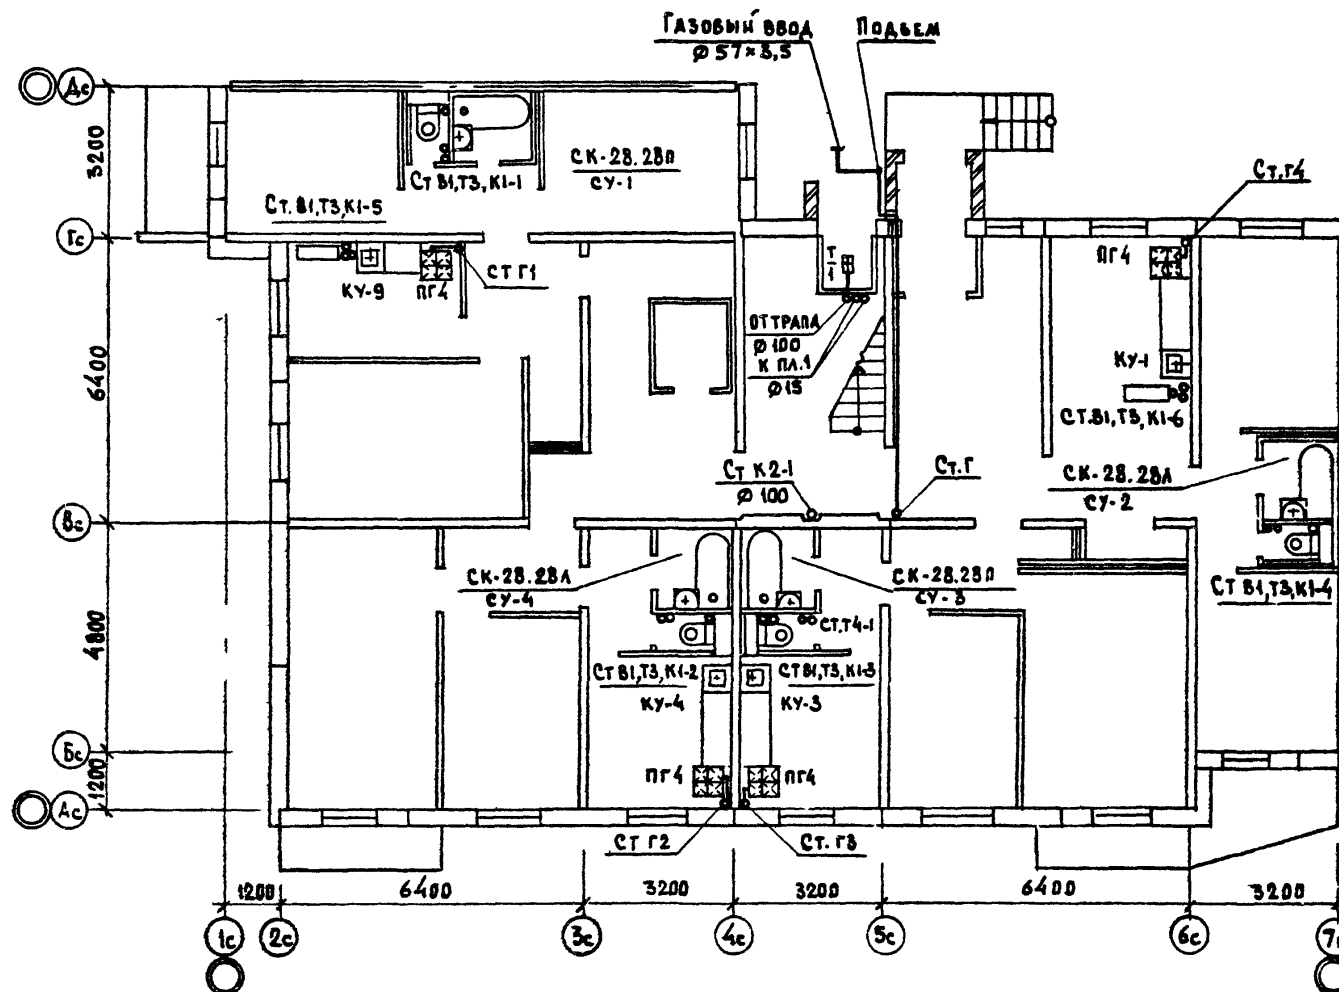 Газовый ввод
Ø 57×3,5
Подъем
Дс
3200
СК-28.28П
СУ-1
Ст В1,Т3,К1-1
Ст. В1,Т3,К1-5
Ст.Г4
Гс
Т
1
ПГ4
СТ Г1
КУ-9
ПГ4
ОТ ТРАПА
Ø 100
К ПЛ.1
Ø15
6400
КУ-1
СТ.В1,Т3,К1-6
Ст К2-1
Ø 100
Ст.Г
СК-28.28Л
СУ-2
Вс
СК-28.28Л
СУ-4
СК-28.28П
СУ-3
Ст В1,Т3,К1-4
4800
СТ,Т4-1
Ст В1,Т3,К1-2
СТ В1,Т3,К1-3
КУ-4
КУ-3
Бс
ПГ4
ПГ4
1200
Ас
СТ Г2
Ст. Г3
1200
6400
3200
3200
6400
3200
1с
2с
3с
4с
5с
6с
7с